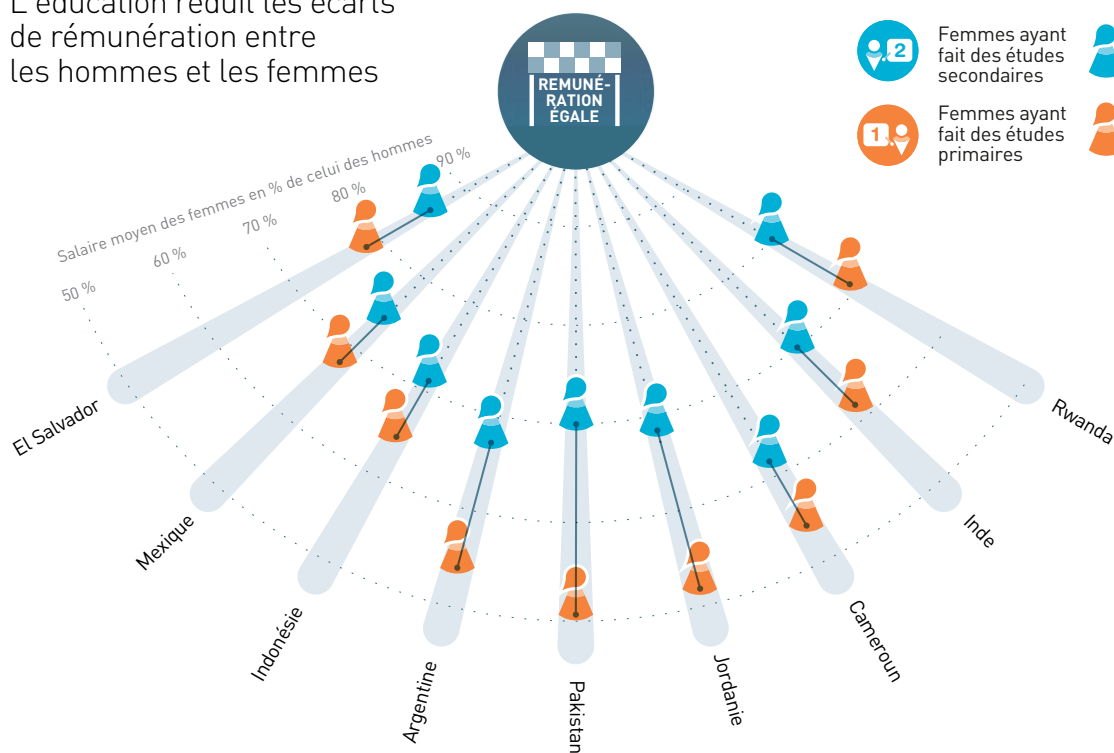 L'éducation réduit les écarts
de rémunération entre
les hommes et les femmes
REMUNÉ-
RATION
ÉGALE
2
Femmes ayant
fait des études
secondaires
1
Femmes ayant
fait des études
primaires
Salaire moyen des femmes en % de celui des hommes
50 %
60 %
70 %
80 %
90 %
El Salvador
Mexique
Indonésie
Argentine
Pakistan
Jordanie
Cameroun
Inde
Rwanda